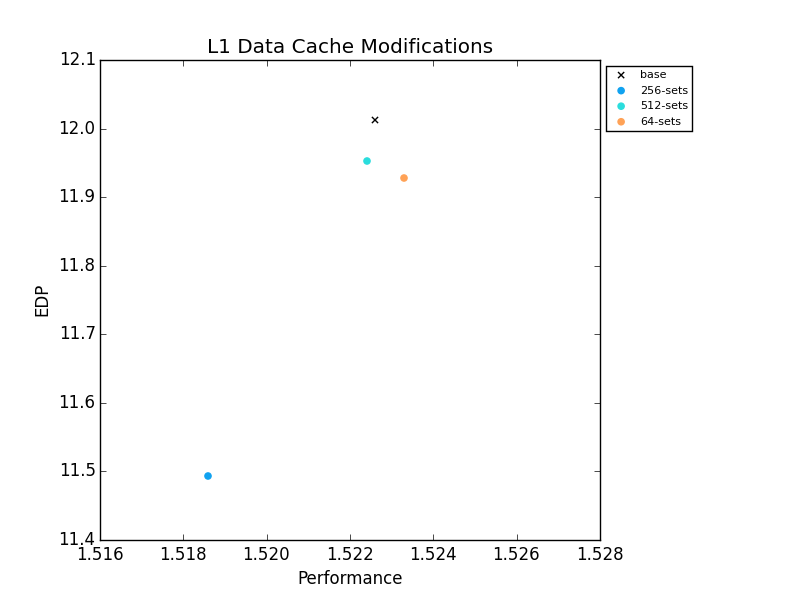 L1 Data Cache Modifications
12.1
12.0
11.9
11.8
11.7
11.6
11.5
11.4
EDP
1.516 1.518 1.520 1.522 1.524 1.526 1.528
Performance
base
256-sets
512-sets
64-sets